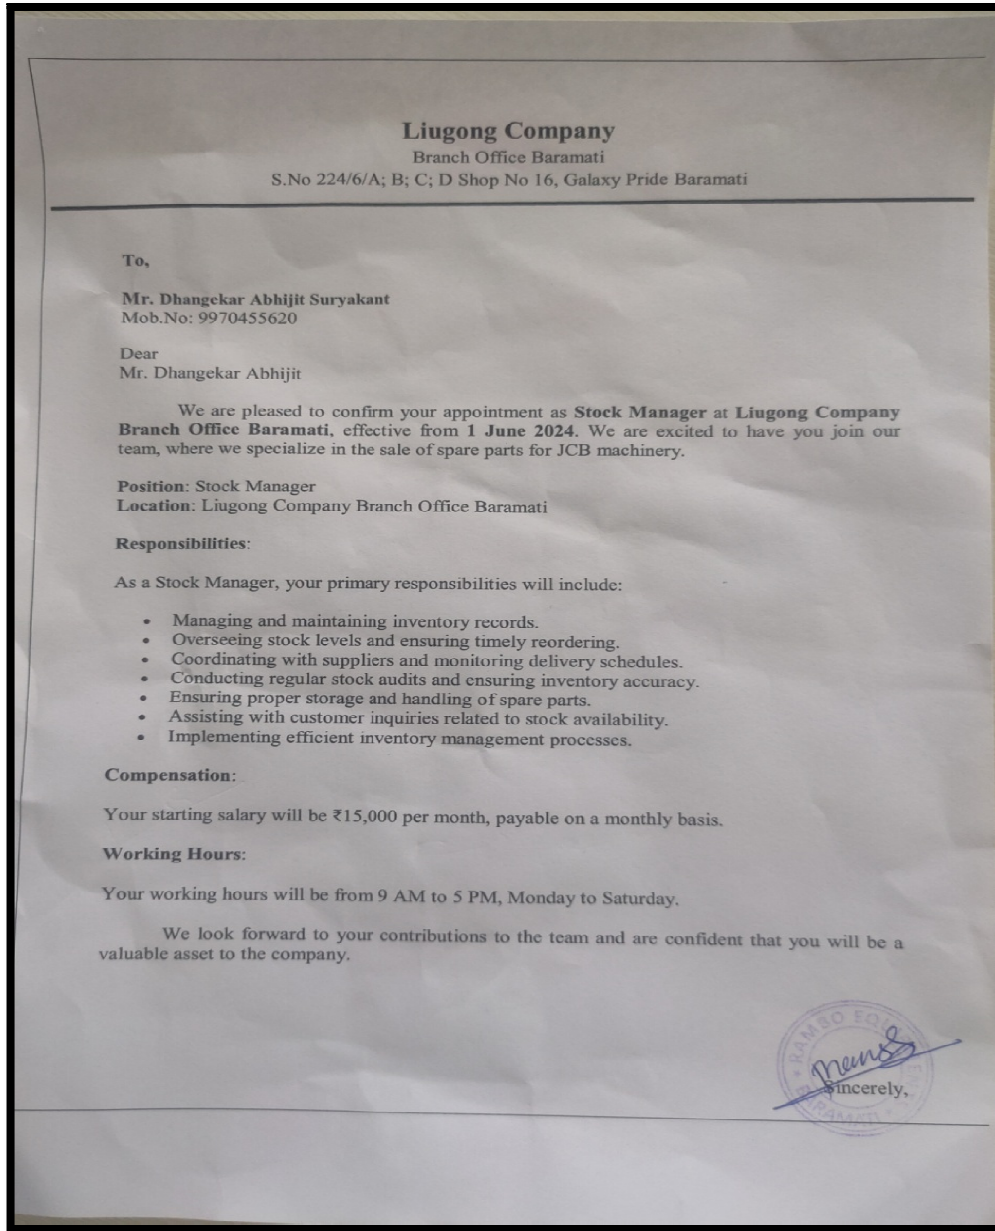 Liugong Company
Branch Office Baramati
S.No 224/6/A; B; C; D Shop No 16, Galaxy Pride Baramati
To,
Mr. Dhangekar Abhijit Suryakant
Mob.No: 9970455620
Dear
Mr. Dhangekar Abhijit
We are pleased to confirm your appointment as Stock Manager at Liugong Company
Branch Office Baramati, effective from 1 June 2024. We are excited to have you join our
team, where we specialize in the sale of spare parts for JCB machinery.
Position: Stock Manager
Location: Liugong Company Branch Office Baramati
Responsibilities:
As a Stock Manager, your primary responsibilities will include:
• Managing and maintaining inventory records.
• Overseeing stock levels and ensuring timely reordering.
• Coordinating with suppliers and monitoring delivery schedules.
• Conducting regular stock audits and ensuring inventory accuracy.
• Ensuring proper storage and handling of spare parts.
• Assisting with customer inquiries related to stock availability.
• Implementing efficient inventory management processes.
Compensation:
Your starting salary will be ₹15,000 per month, payable on a monthly basis.
Working Hours:
Your working hours will be from 9 AM to 5 PM, Monday to Saturday.
We look forward to your contributions to the team and are confident that you will be a
valuable asset to the company.
RAMBO
BARAMATI
Sincerely,